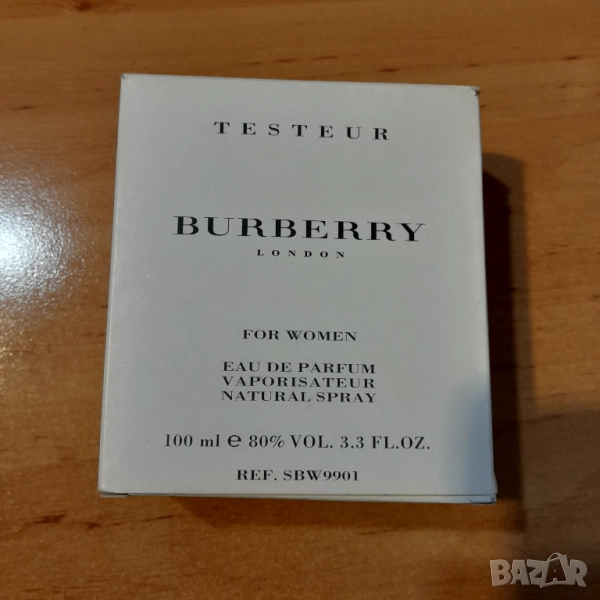 TESTEUR
BURBERRY
LONDON
FOR WOMEN
EAU DE PARFUM
VAPORISATEUR
NATURAL SPRAY
100 ml ℮ 80% VOL. 3.3 FL.OZ.
REF. SBW9901
BAZAR